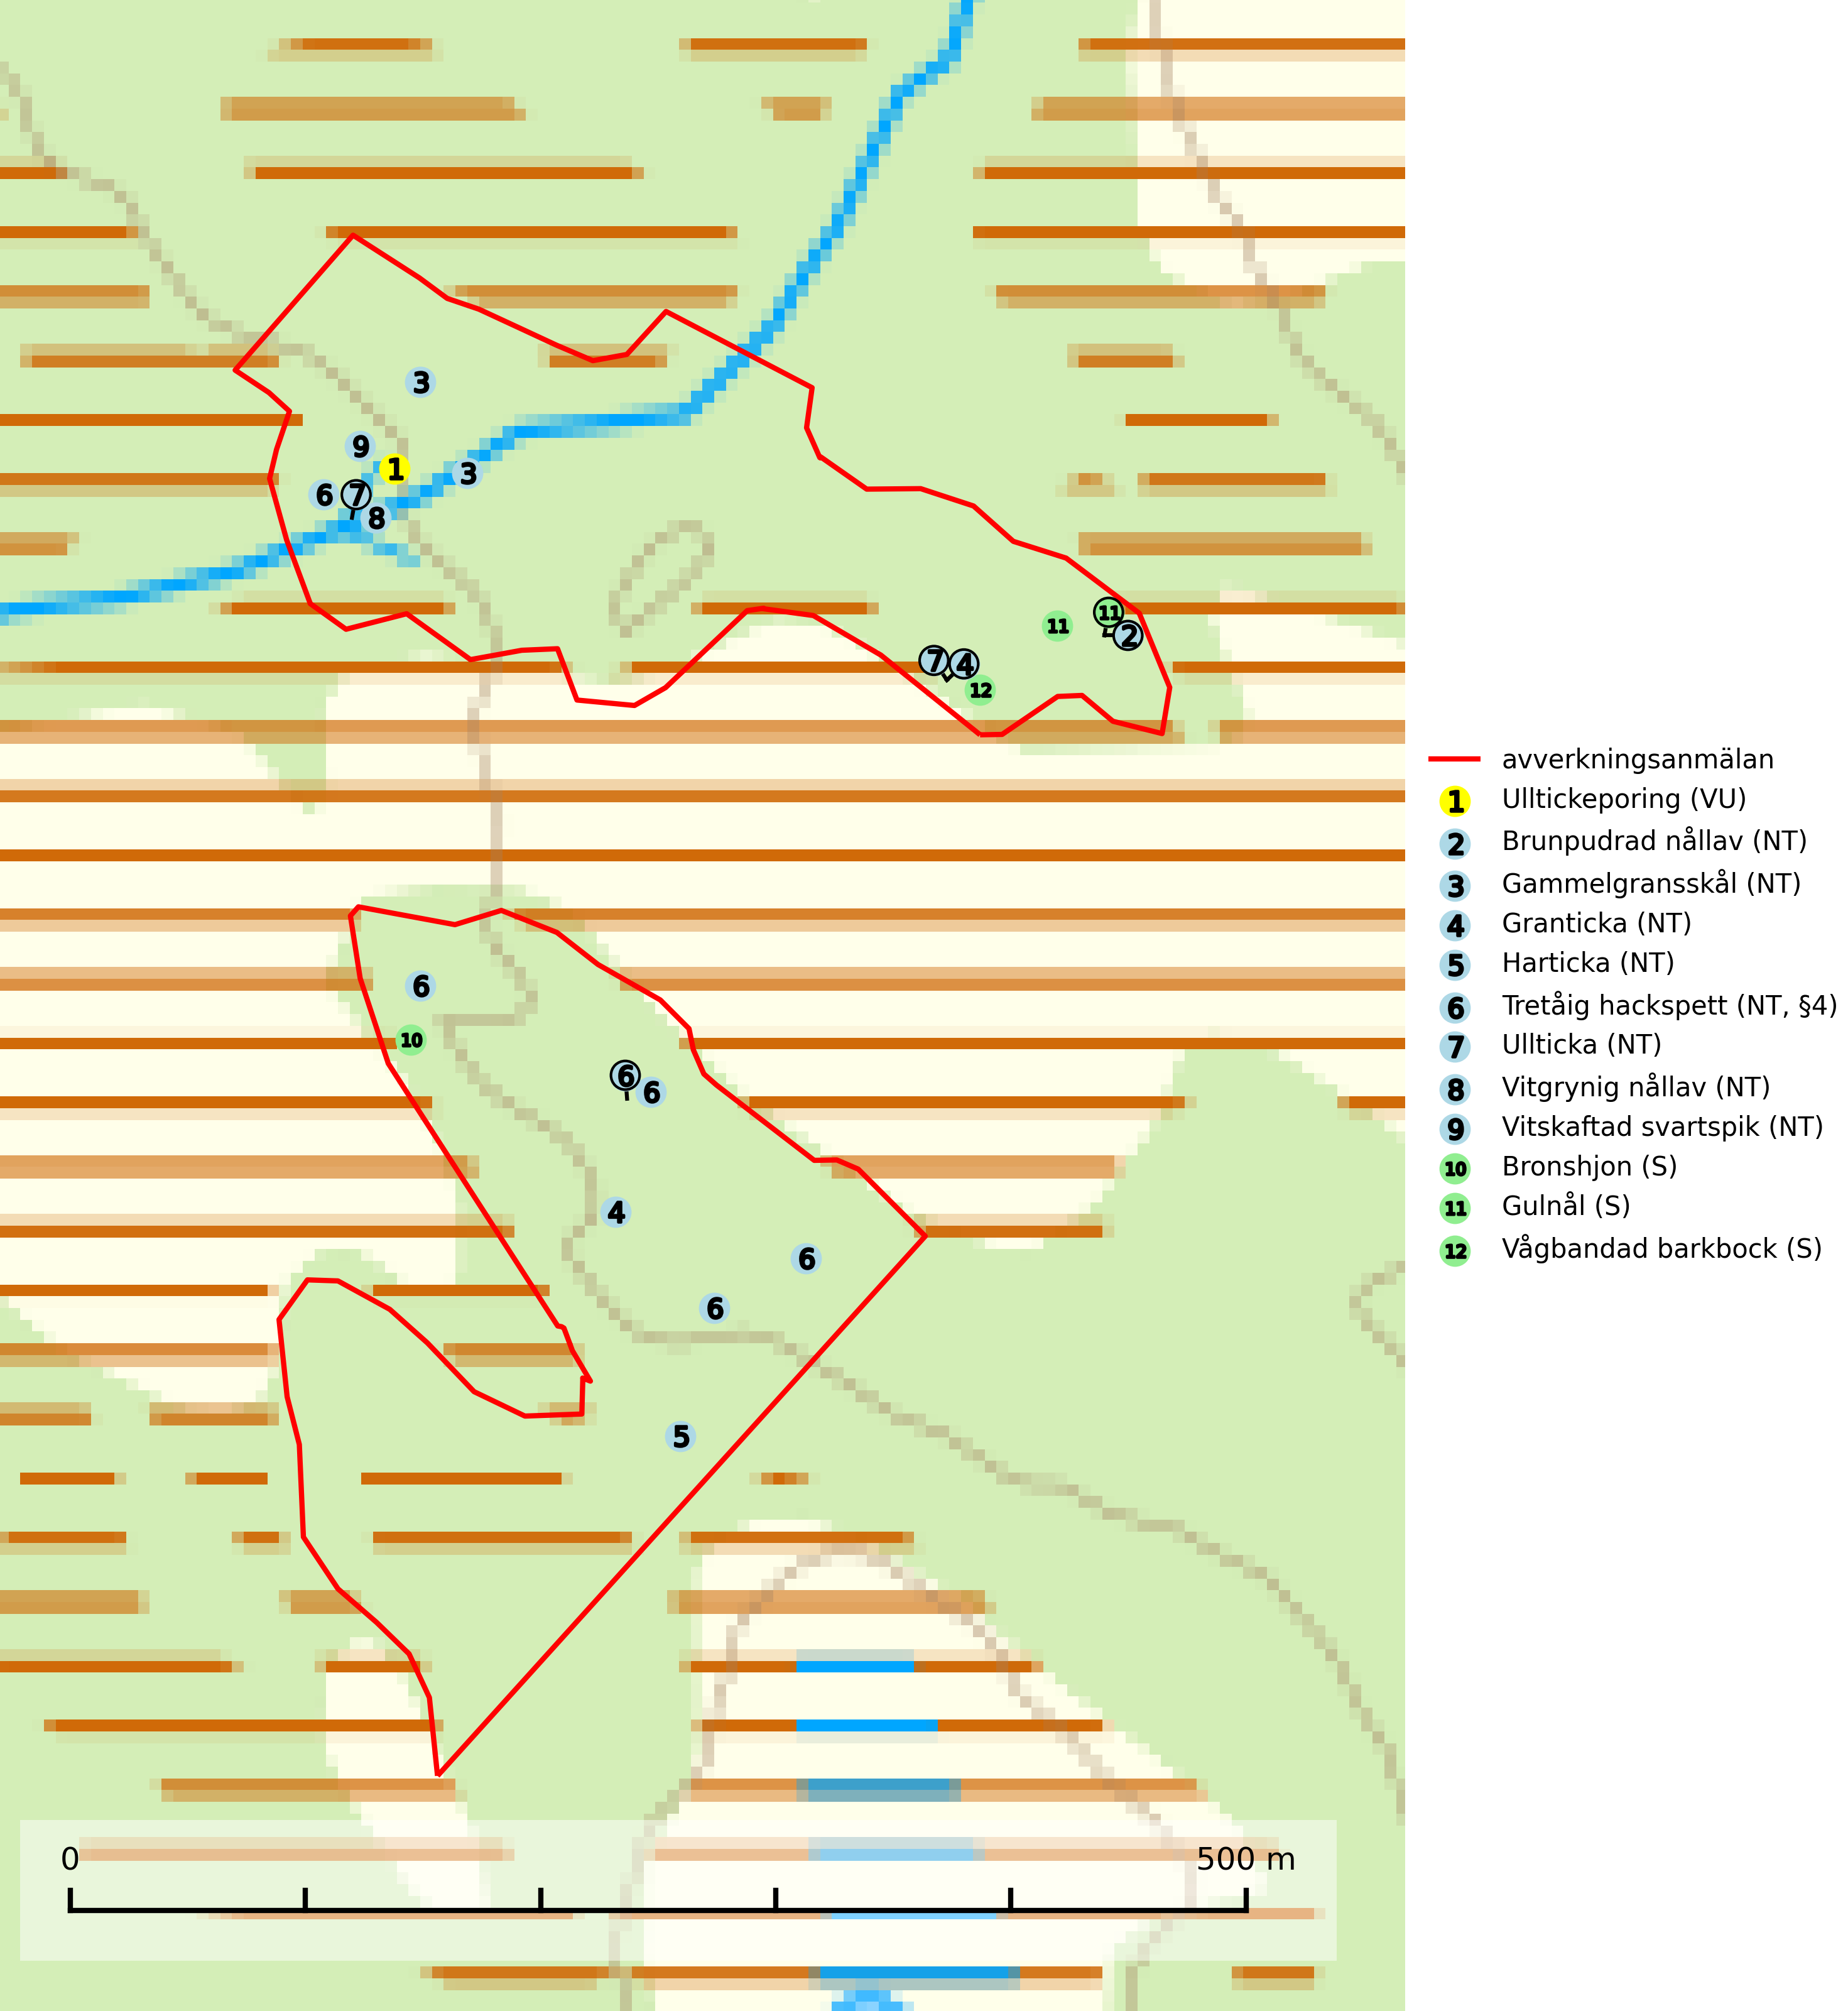 3
9
1
3
6
7
8
11
11
2
7
4
12
avverkningsanmälan
1 Ullticke­poring (VU)
2 Brunpudrad nållav (NT)
3 Gammelgransskål (NT)
4 Granticka (NT)
5 Harticka (NT)
6 Tretåig hackspett (NT, §4)
7 Ullticka (NT)
8 Vitgrynig nållav (NT)
9 Vitskaftad svartspik (NT)
10 Bronshjon (S)
11 Gulnål (S)
12 Vågbandad barkbock (S)
6
10
6
6
4
6
6
5
0 500 m